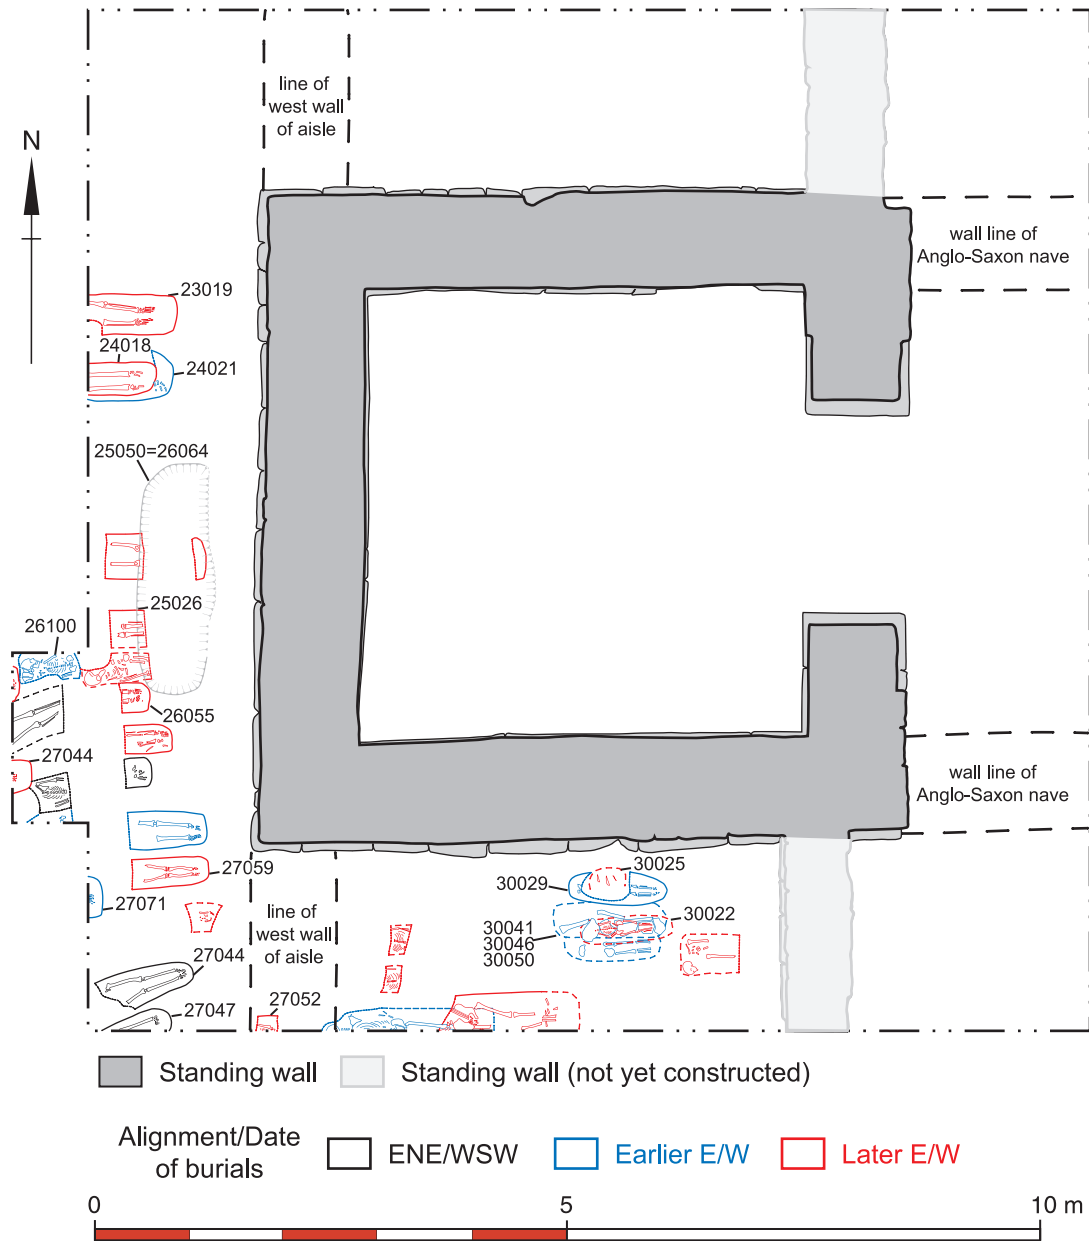 line of
west wall
of aisle
N
wall line of
Anglo-Saxon nave
23019
24018
24021
25050=26064
25026
26100
26055
27044
wall line of
Anglo-Saxon nave
27059
30025
30029
27071
30041
30022
30046
30050
line of
west wall
of aisle
27044
27047
27052
Standing wall
Standing wall (not yet constructed)
Alignment/Date
of burials
ENE/WSW
Earlier E/W
Later E/W
0
5
10 m